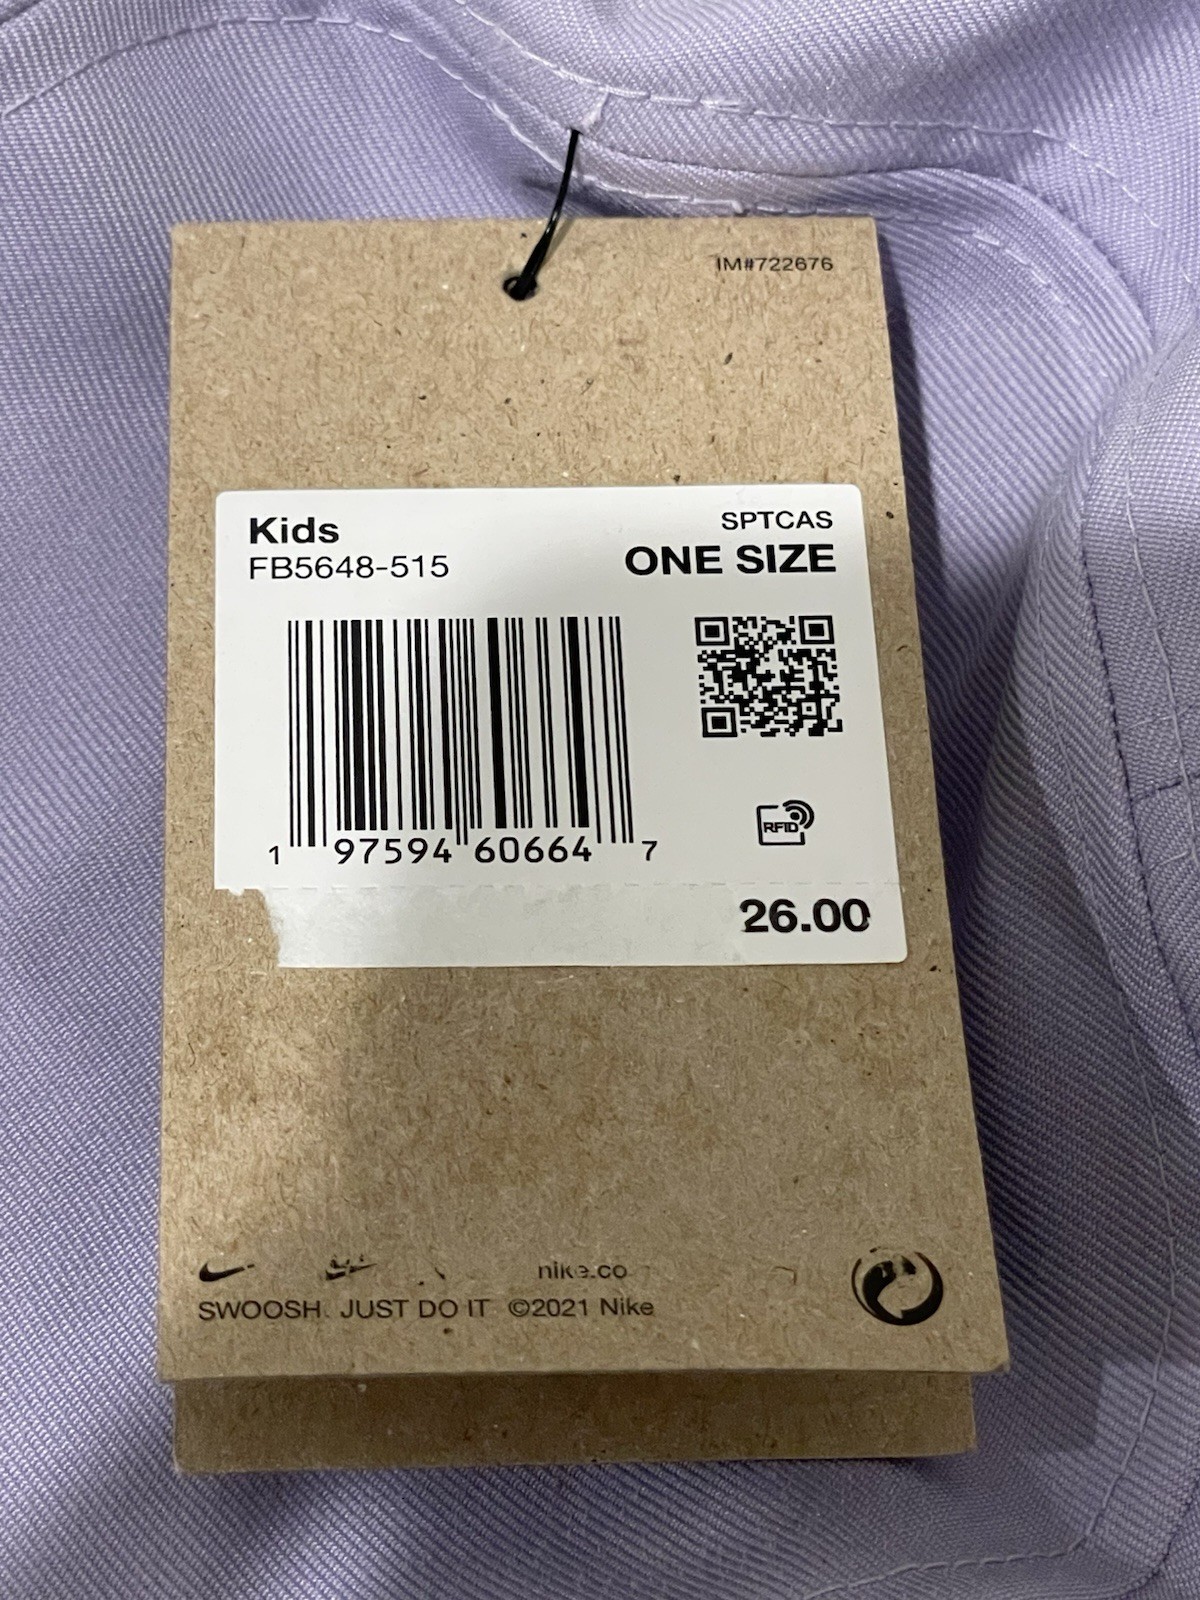 IM#722676
Kids
SPTCAS
FB5648-515
ONE SIZE
1 97594 60664 7
RFID
26.00
nike.co
SWOOSH. JUST DO IT ©2021 Nike